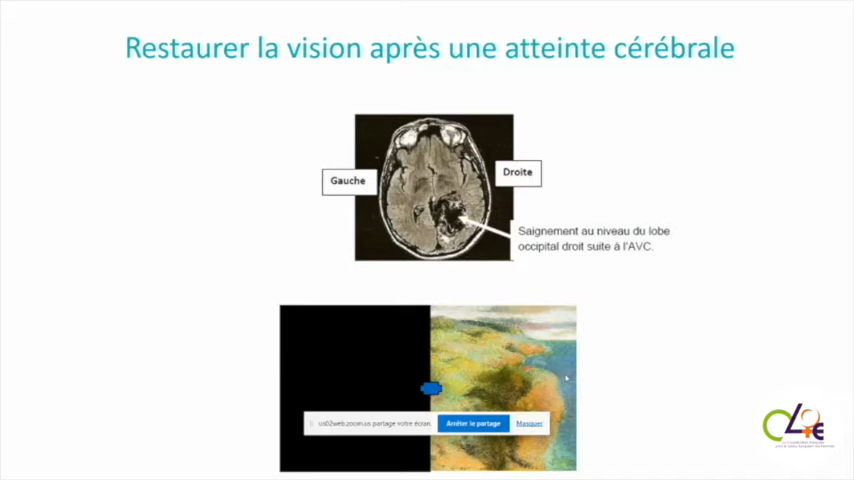 Restaurer la vision après une atteinte cérébrale
Gauche
Droite
Saignement au niveau du lobe
occipital droit suite à l'AVC.
us02web.zoom.us partage votre écran.
Arrêter le partage
Masquer